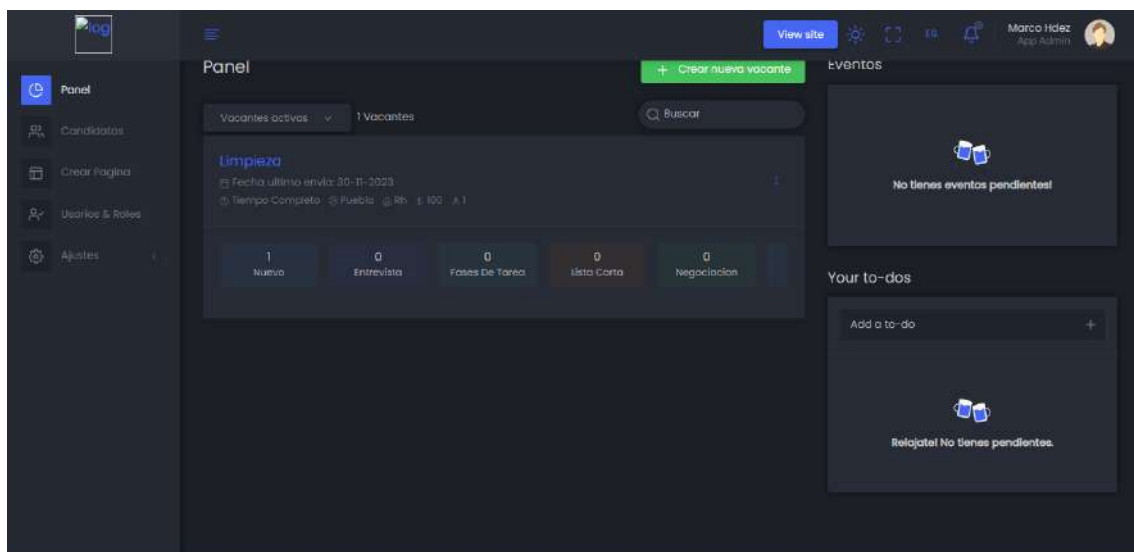 log
View site
Marco Hdez
App Admin
Panel
Candidatos
Crear Pagina
Usarios & Roles
Ajustes
Panel
+ Crear nueva vacante
Vacantes activos
1 Vacantes
Buscar
Limpieza
Fecha ultimo envia: 30-11-2023
Tiempo Completo Puebla Rh $ 100 1
1
Nuevo
0
Entrevista
0
Fases De Tarea
0
Lista Corta
0
Negociacion
Eventos
No tienes eventos pendientes!
Your to-dos
Add a to-do
Relajate! No tienes pendientes.